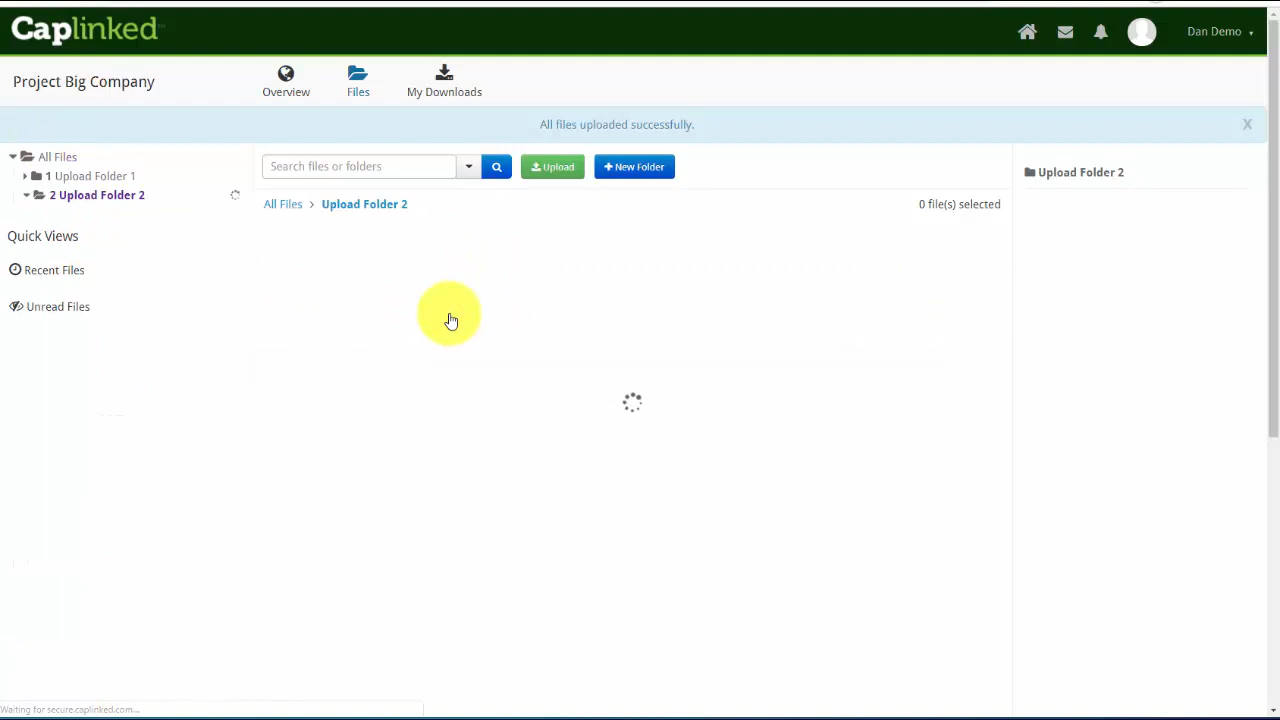 Caplinked
Dan Demo
Project Big Company
Overview
Files
My Downloads
All files uploaded successfully.
X
All Files
1 Upload Folder 1
2 Upload Folder 2
Quick Views
Recent Files
Unread Files
Search files or folders
Upload
New Folder
All Files > Upload Folder 2
0 file(s) selected
Upload Folder 2
Waiting for secure.caplinked.com...